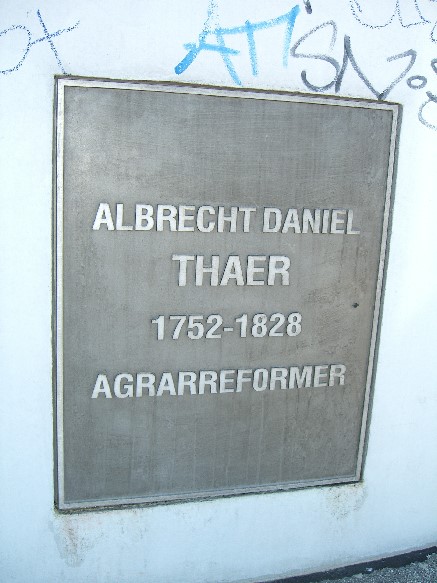 ALBRECHT DANIEL
THAER
1752-1828
AGRARREFORMER